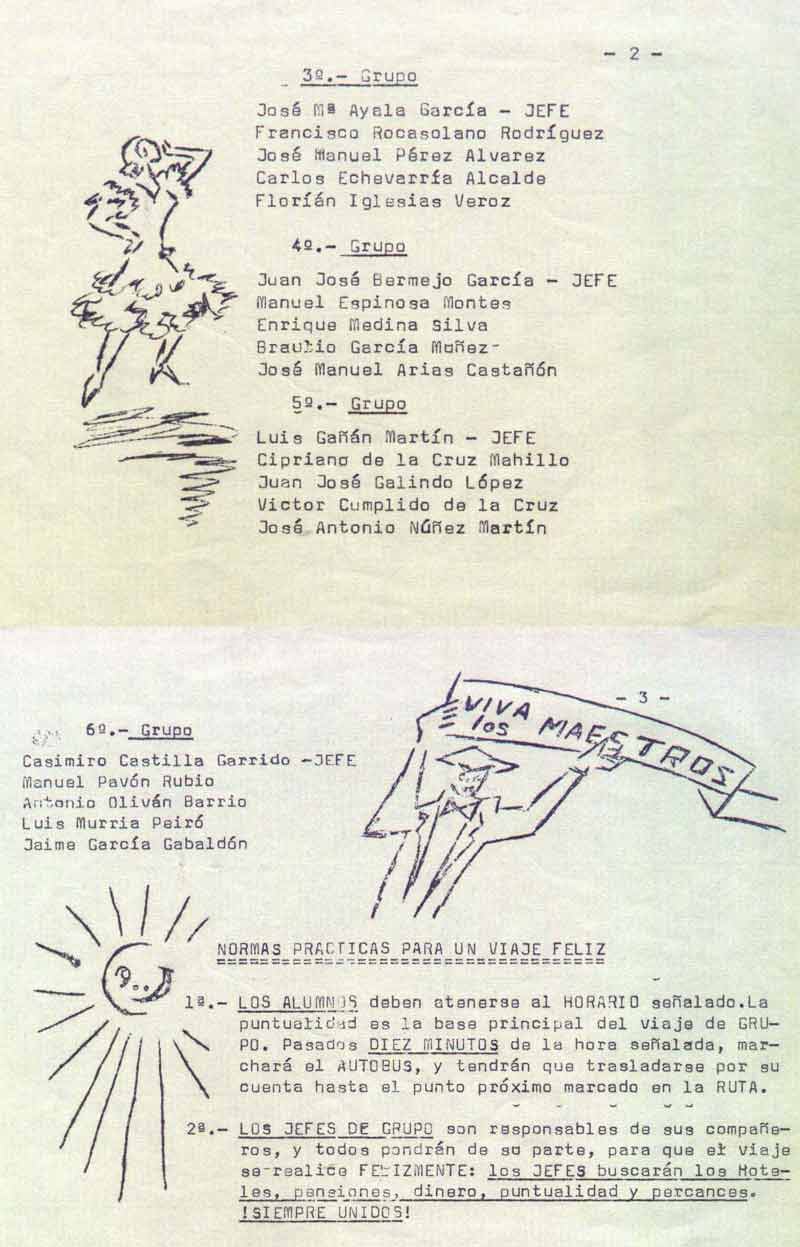 - 2 -
3º.- Grupo
José Mª Ayala García - JEFE
Francisco Rocasolano Rodríguez
José Manuel Pérez Alvarez
Carlos Echevarría Alcalde
Florián Iglesias Veroz
4º.- Grupo
Juan José Bermejo García - JEFE
Manuel Espinosa Montes
Enrique Medina Silva
Braulio García Muñez
José Manuel Arias Castañón
5º.- Grupo
Luis Gañán Martín - JEFE
Cipriano de la Cruz Mahillo
Juan José Galindo López
Victor Cumplido de la Cruz
José Antonio Núñez Martín
- 3 -
VIVA
los MAESTROS
6º.- Grupo
Casimiro Castilla Garrido -JEFE
Manuel Pavón Rubio
Antonio Oliván Barrio
Luis Murria Peiró
Jaime García Gabaldón
NORMAS PRACTICAS PARA UN VIAJE FELIZ
1ª.- LOS ALUMNOS deben atenerse al HORARIO señalado.La
puntualidad es la base principal del viaje de GRU-
PO. Pasados DIEZ MINUTOS de la hora señalada, mar-
chará el AUTOBUS, y tendrán que trasladarse por su
cuenta hasta el punto próximo marcado en la RUTA.
2ª.- LOS JEFES DE GRUPO son responsables de sus compañe-
ros, y todos pondrán de su parte, para que el viaje
se realice FELIZMENTE: los JEFES buscarán los Hote-
les, pensiones, dinero, puntualidad y percances.
!SIEMPRE UNIDOS!